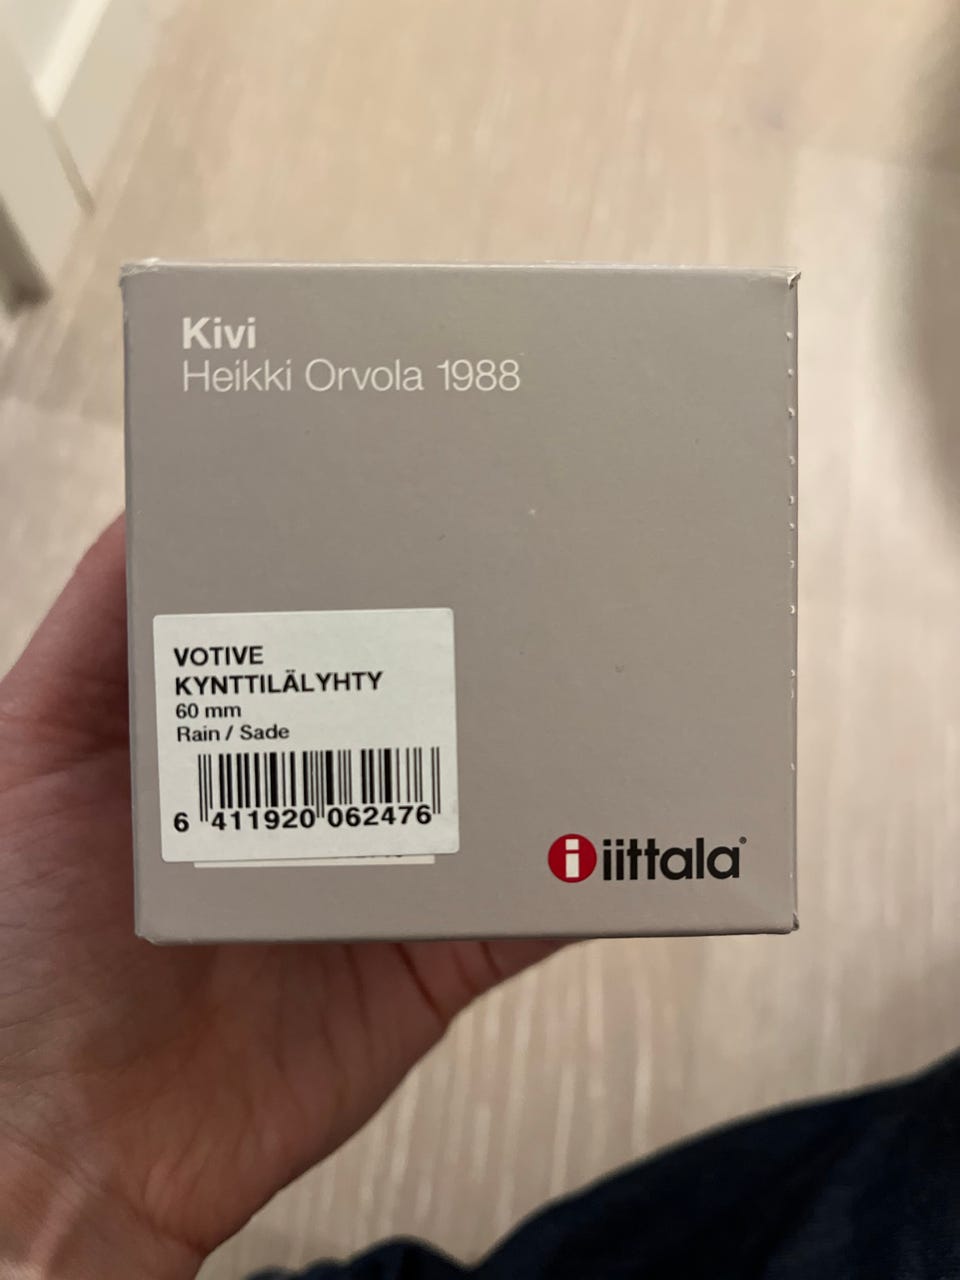 Kivi
Heikki Orvola 1988
VOTIVE
KYNTTILÄLYHTY
60 mm
Rain / Sade
6 411920 062476
iittala®